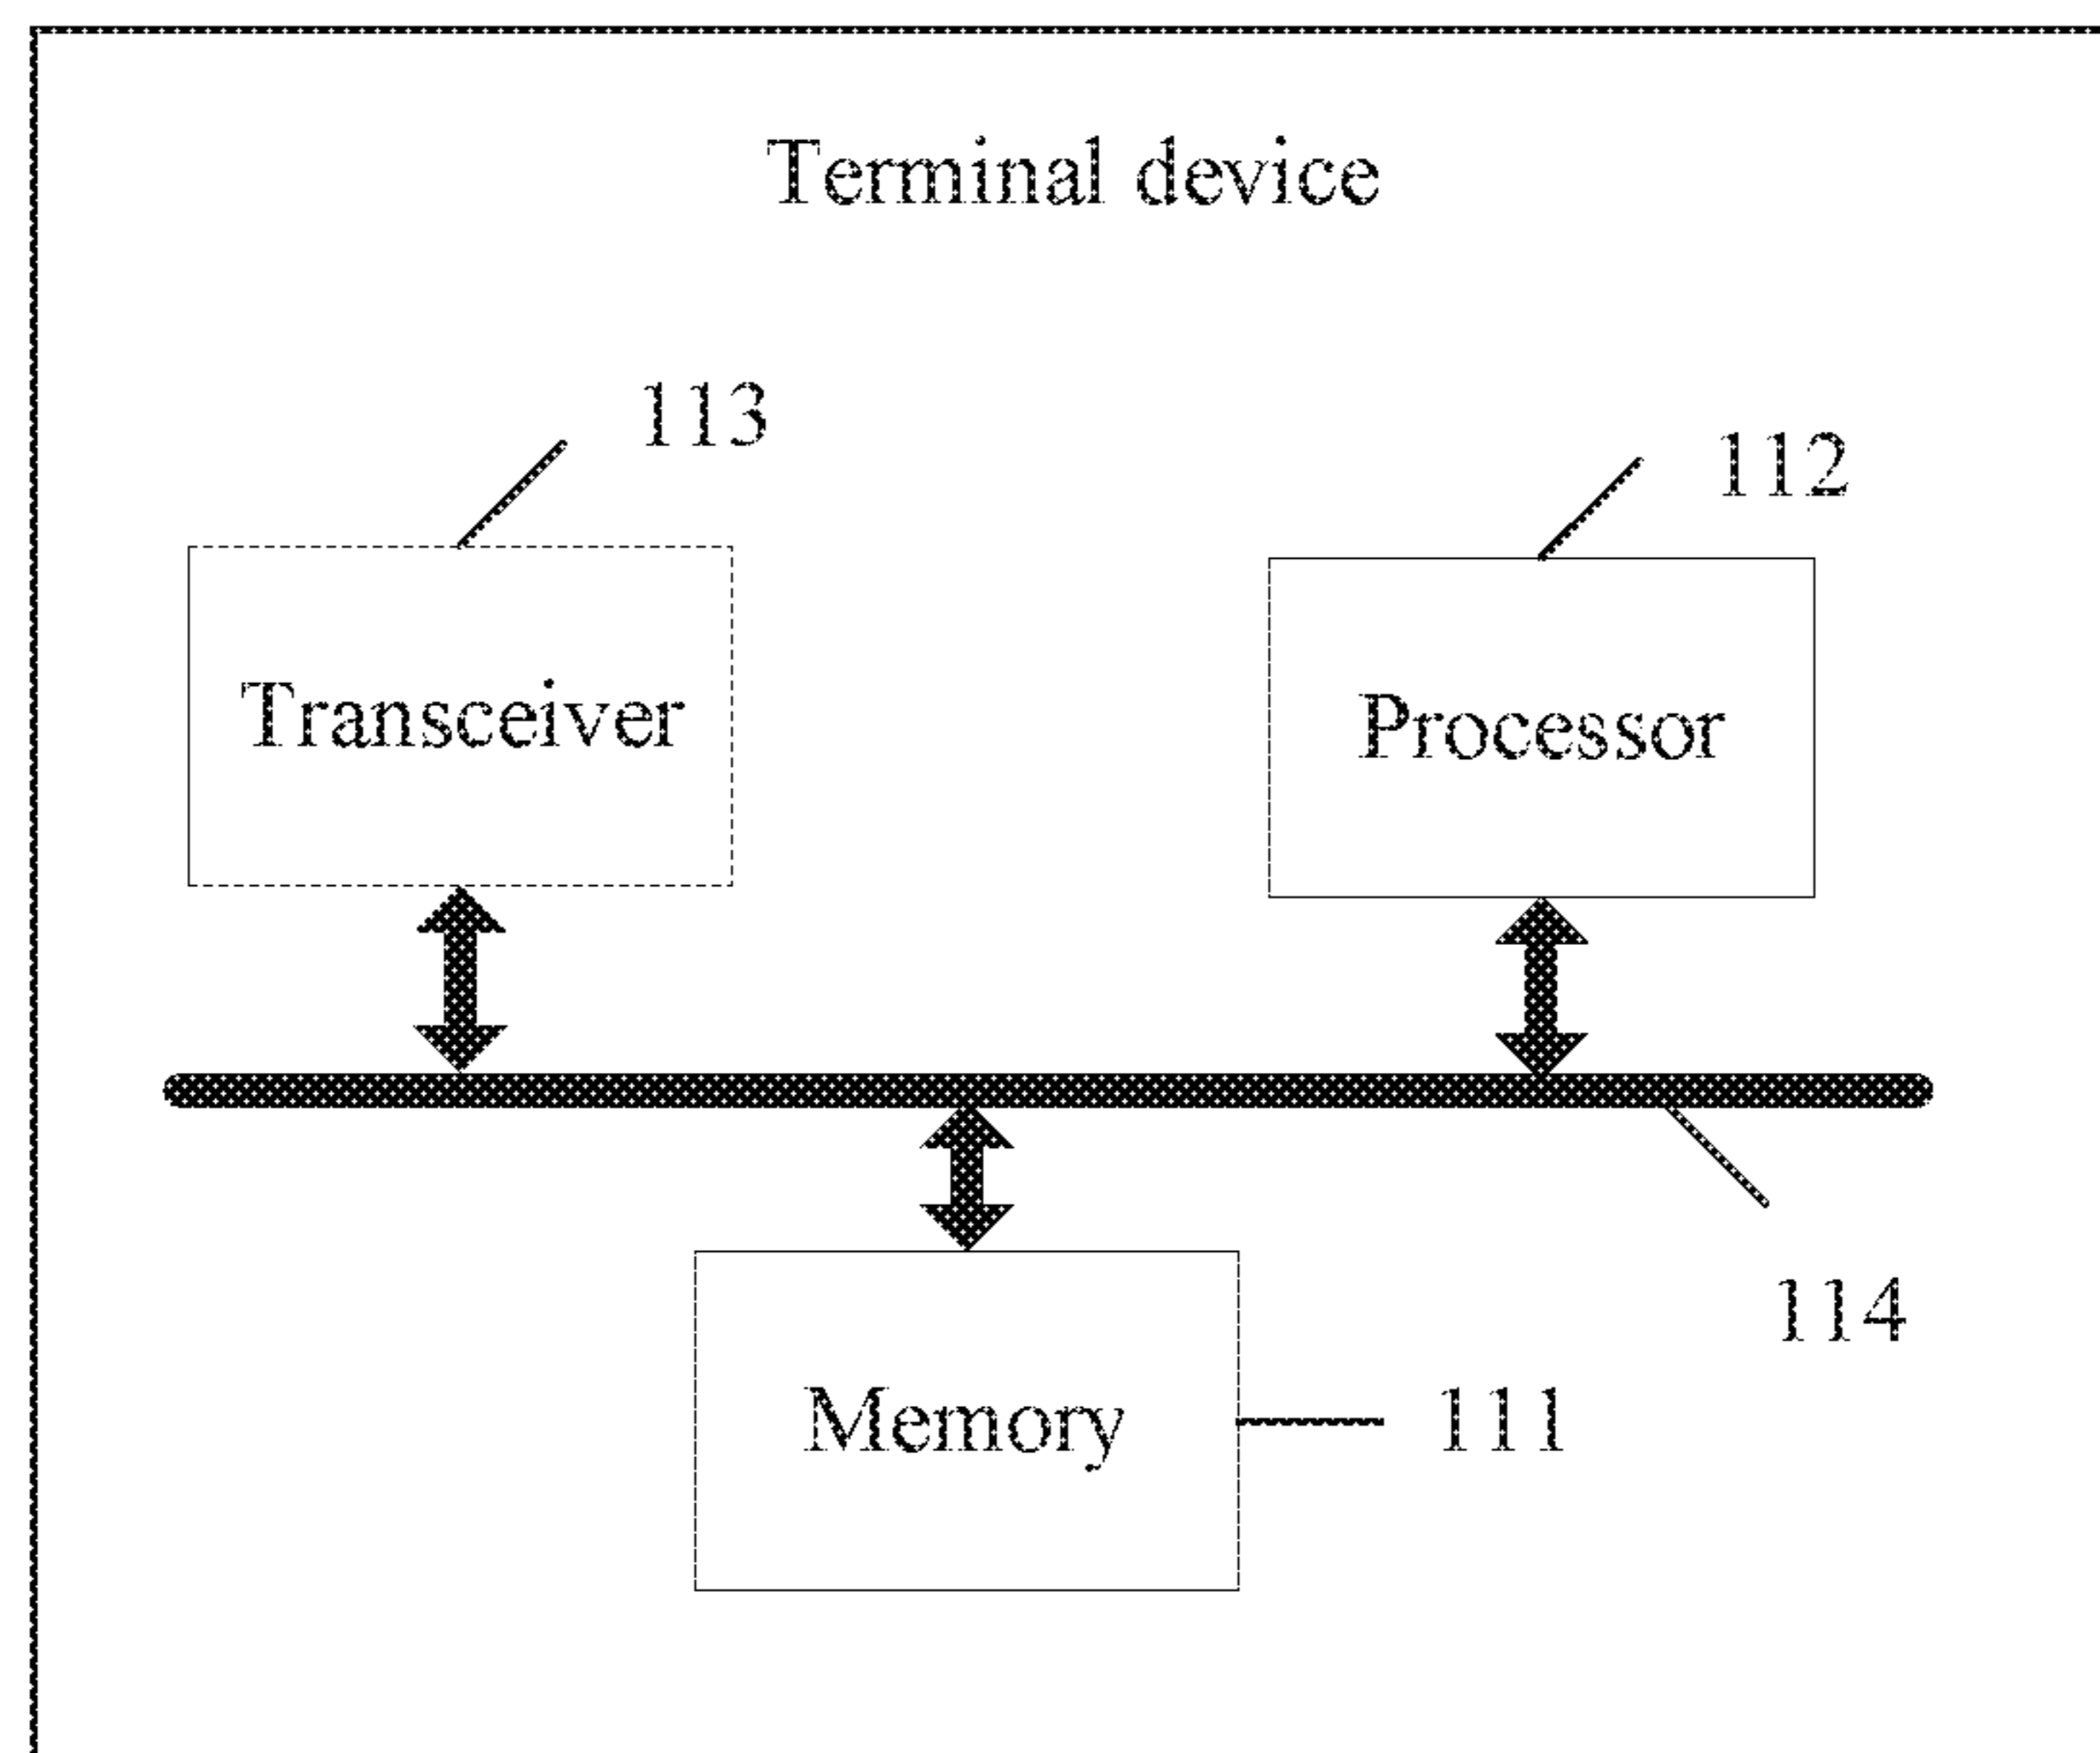 Terminal device
113
112
Transceiver
Processor
114
Memory
111